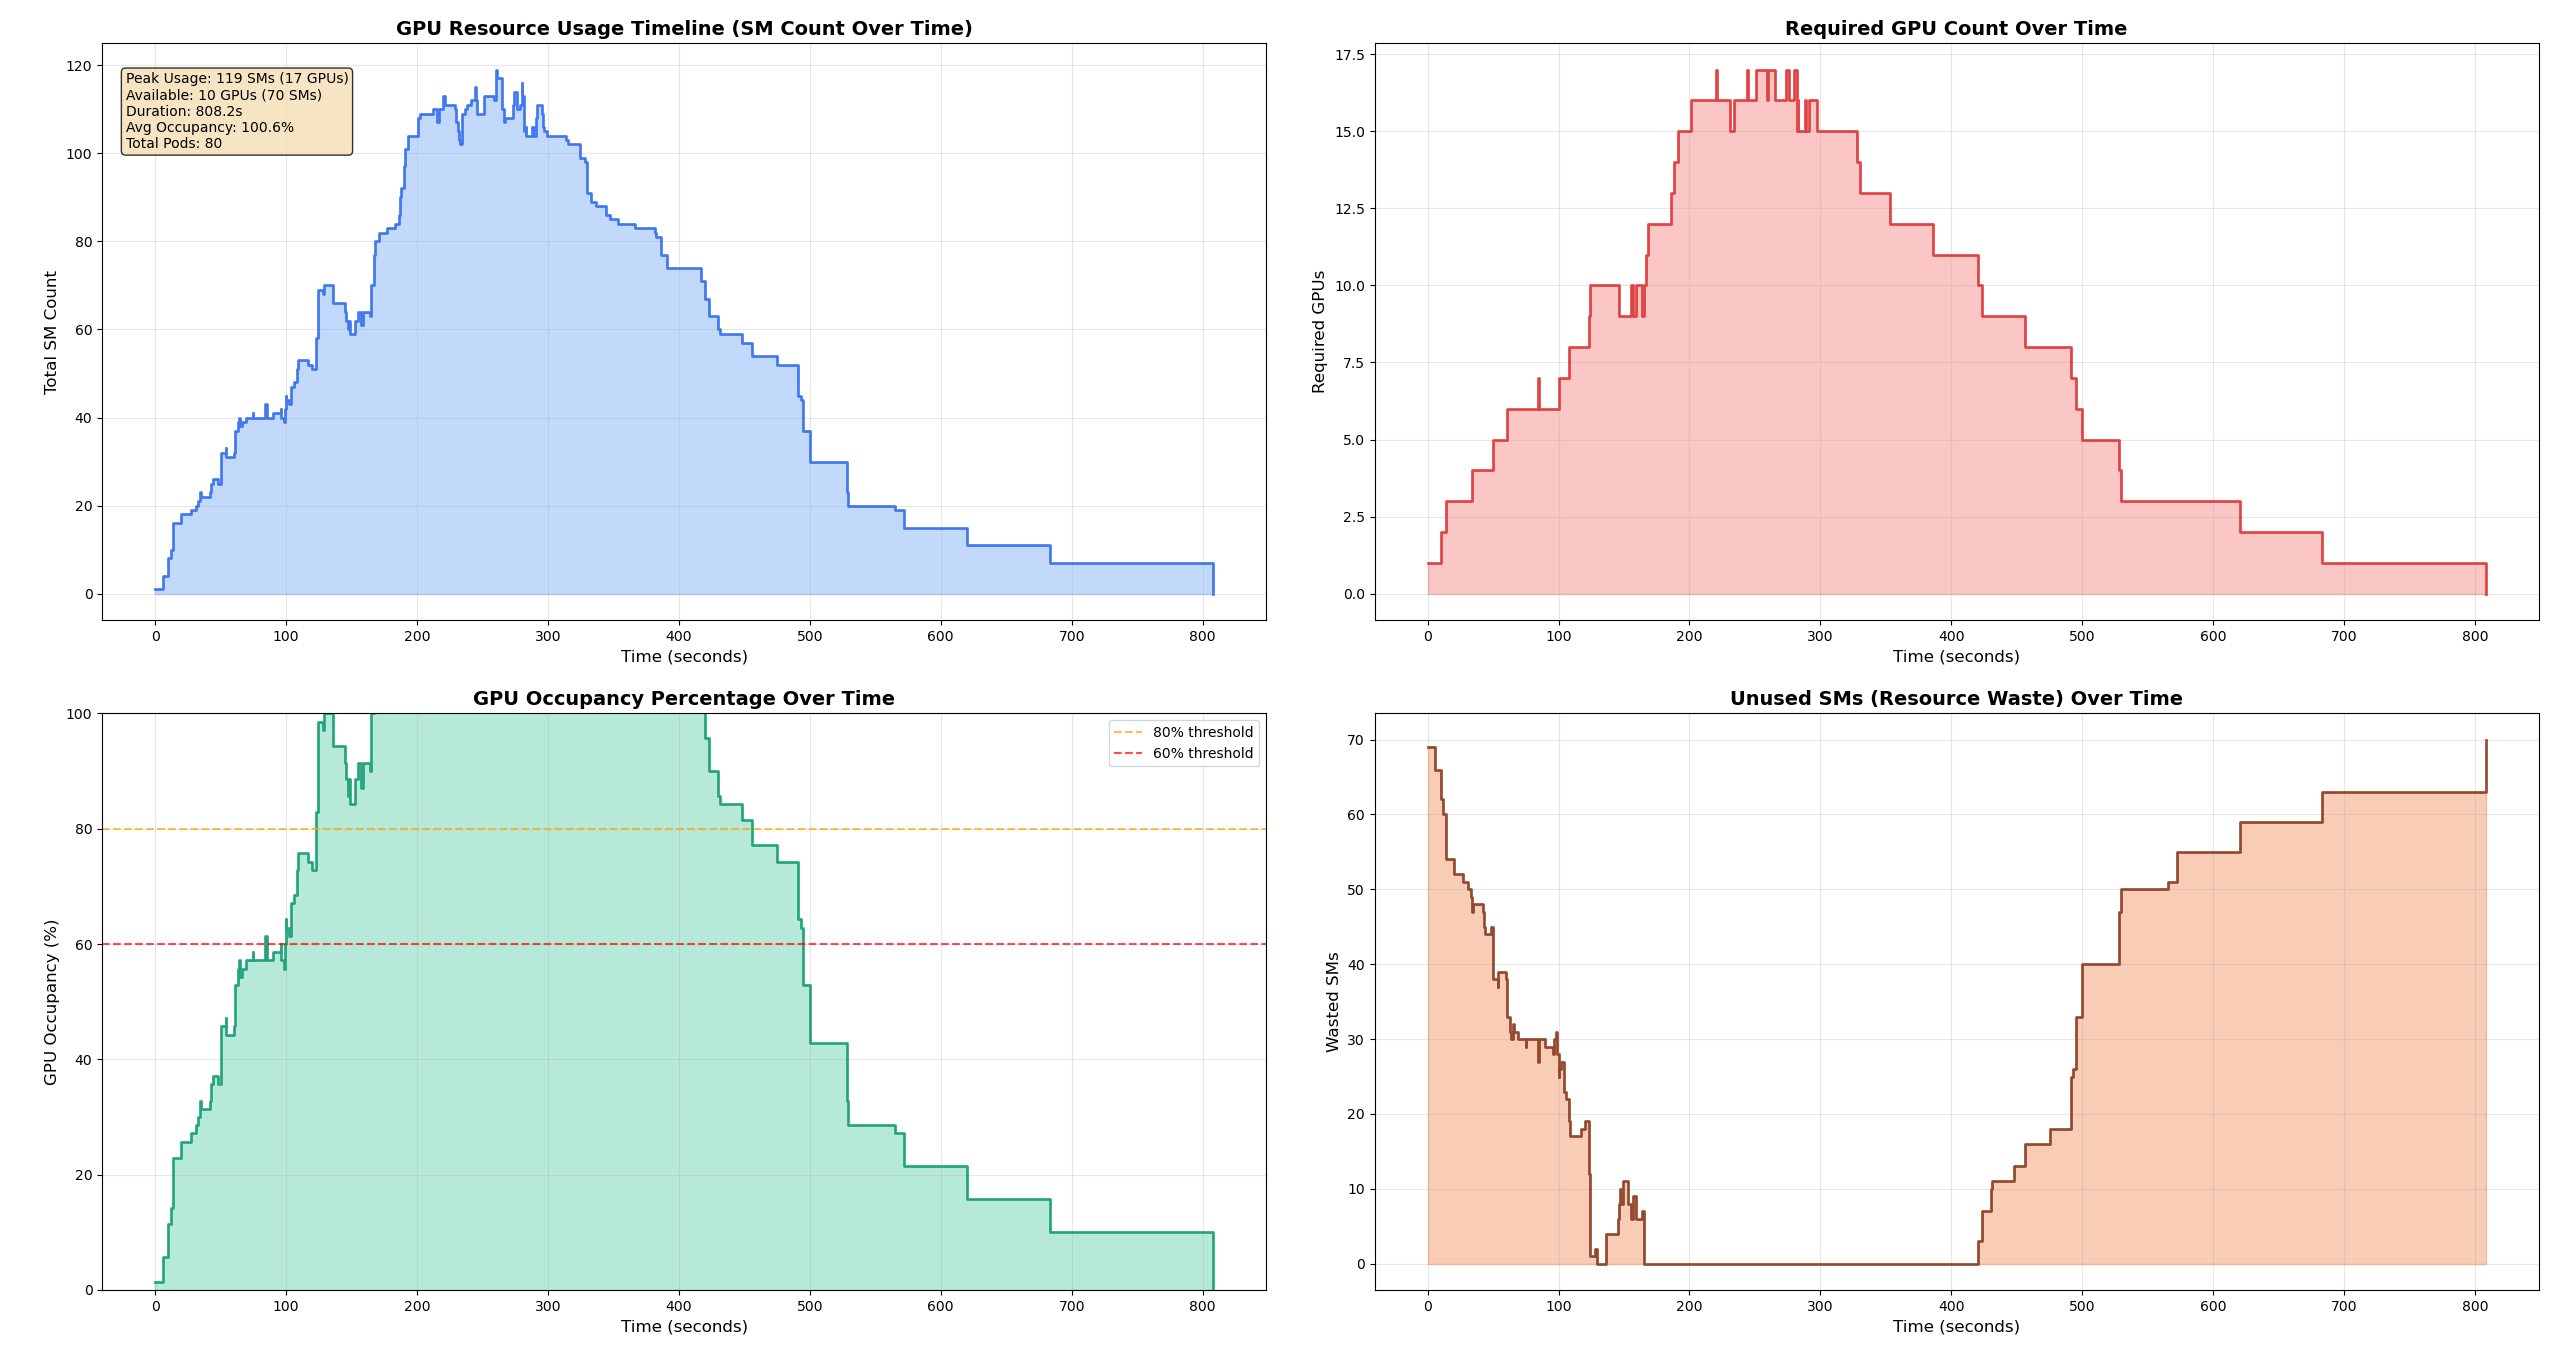 GPU Resource Usage Timeline (SM Count Over Time)
Total SM Count
120
100
80
60
40
20
0
Peak Usage: 119 SMs (17 GPUs)
Available: 10 GPUs (70 SMs)
Duration: 808.2s
Avg Occupancy: 100.6%
Total Pods: 80
0 100 200 300 400 500 600 700 800
Time (seconds)
Required GPU Count Over Time
Required GPUs
17.5
15.0
12.5
10.0
7.5
5.0
2.5
0.0
0 100 200 300 400 500 600 700 800
Time (seconds)
GPU Occupancy Percentage Over Time
GPU Occupancy (%)
100
80
60
40
20
0
80% threshold
60% threshold
0 100 200 300 400 500 600 700 800
Time (seconds)
Unused SMs (Resource Waste) Over Time
Wasted SMs
70
60
50
40
30
20
10
0
0 100 200 300 400 500 600 700 800
Time (seconds)